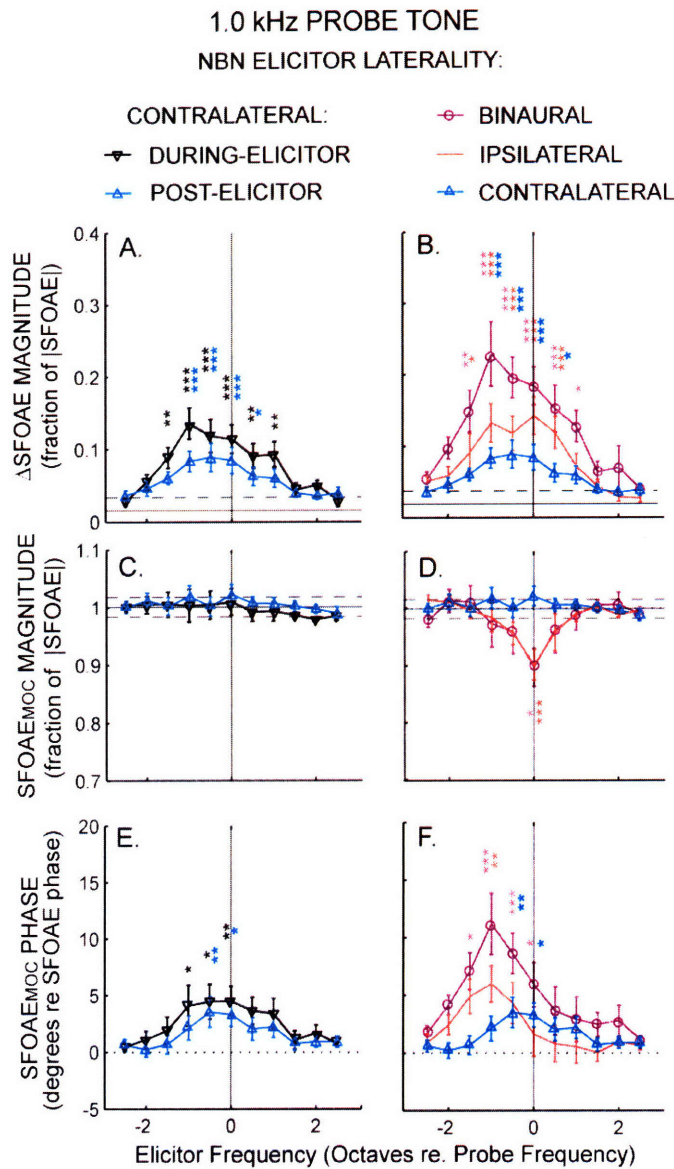 1.0 kHz PROBE TONE
NBN ELICITOR LATERALITY:
CONTRALATERAL:
DURING-ELICITOR
POST-ELICITOR
BINAURAL
IPSILATERAL
CONTRALATERAL
ΔSFOAE MAGNITUDE
(fraction of |SFOAE|)
0.4
0.3
0.2
0.1
0
A.
B.
SFOAEMOC MAGNITUDE
(fraction of |SFOAE|)
1.1
1
0.9
0.8
0.7
C.
D.
SFOAEMOC PHASE
(degrees re SFOAE phase)
20
15
10
5
0
-5
E.
F.
-2 0 2
-2 0 2
Elicitor Frequency (Octaves re. Probe Frequency)